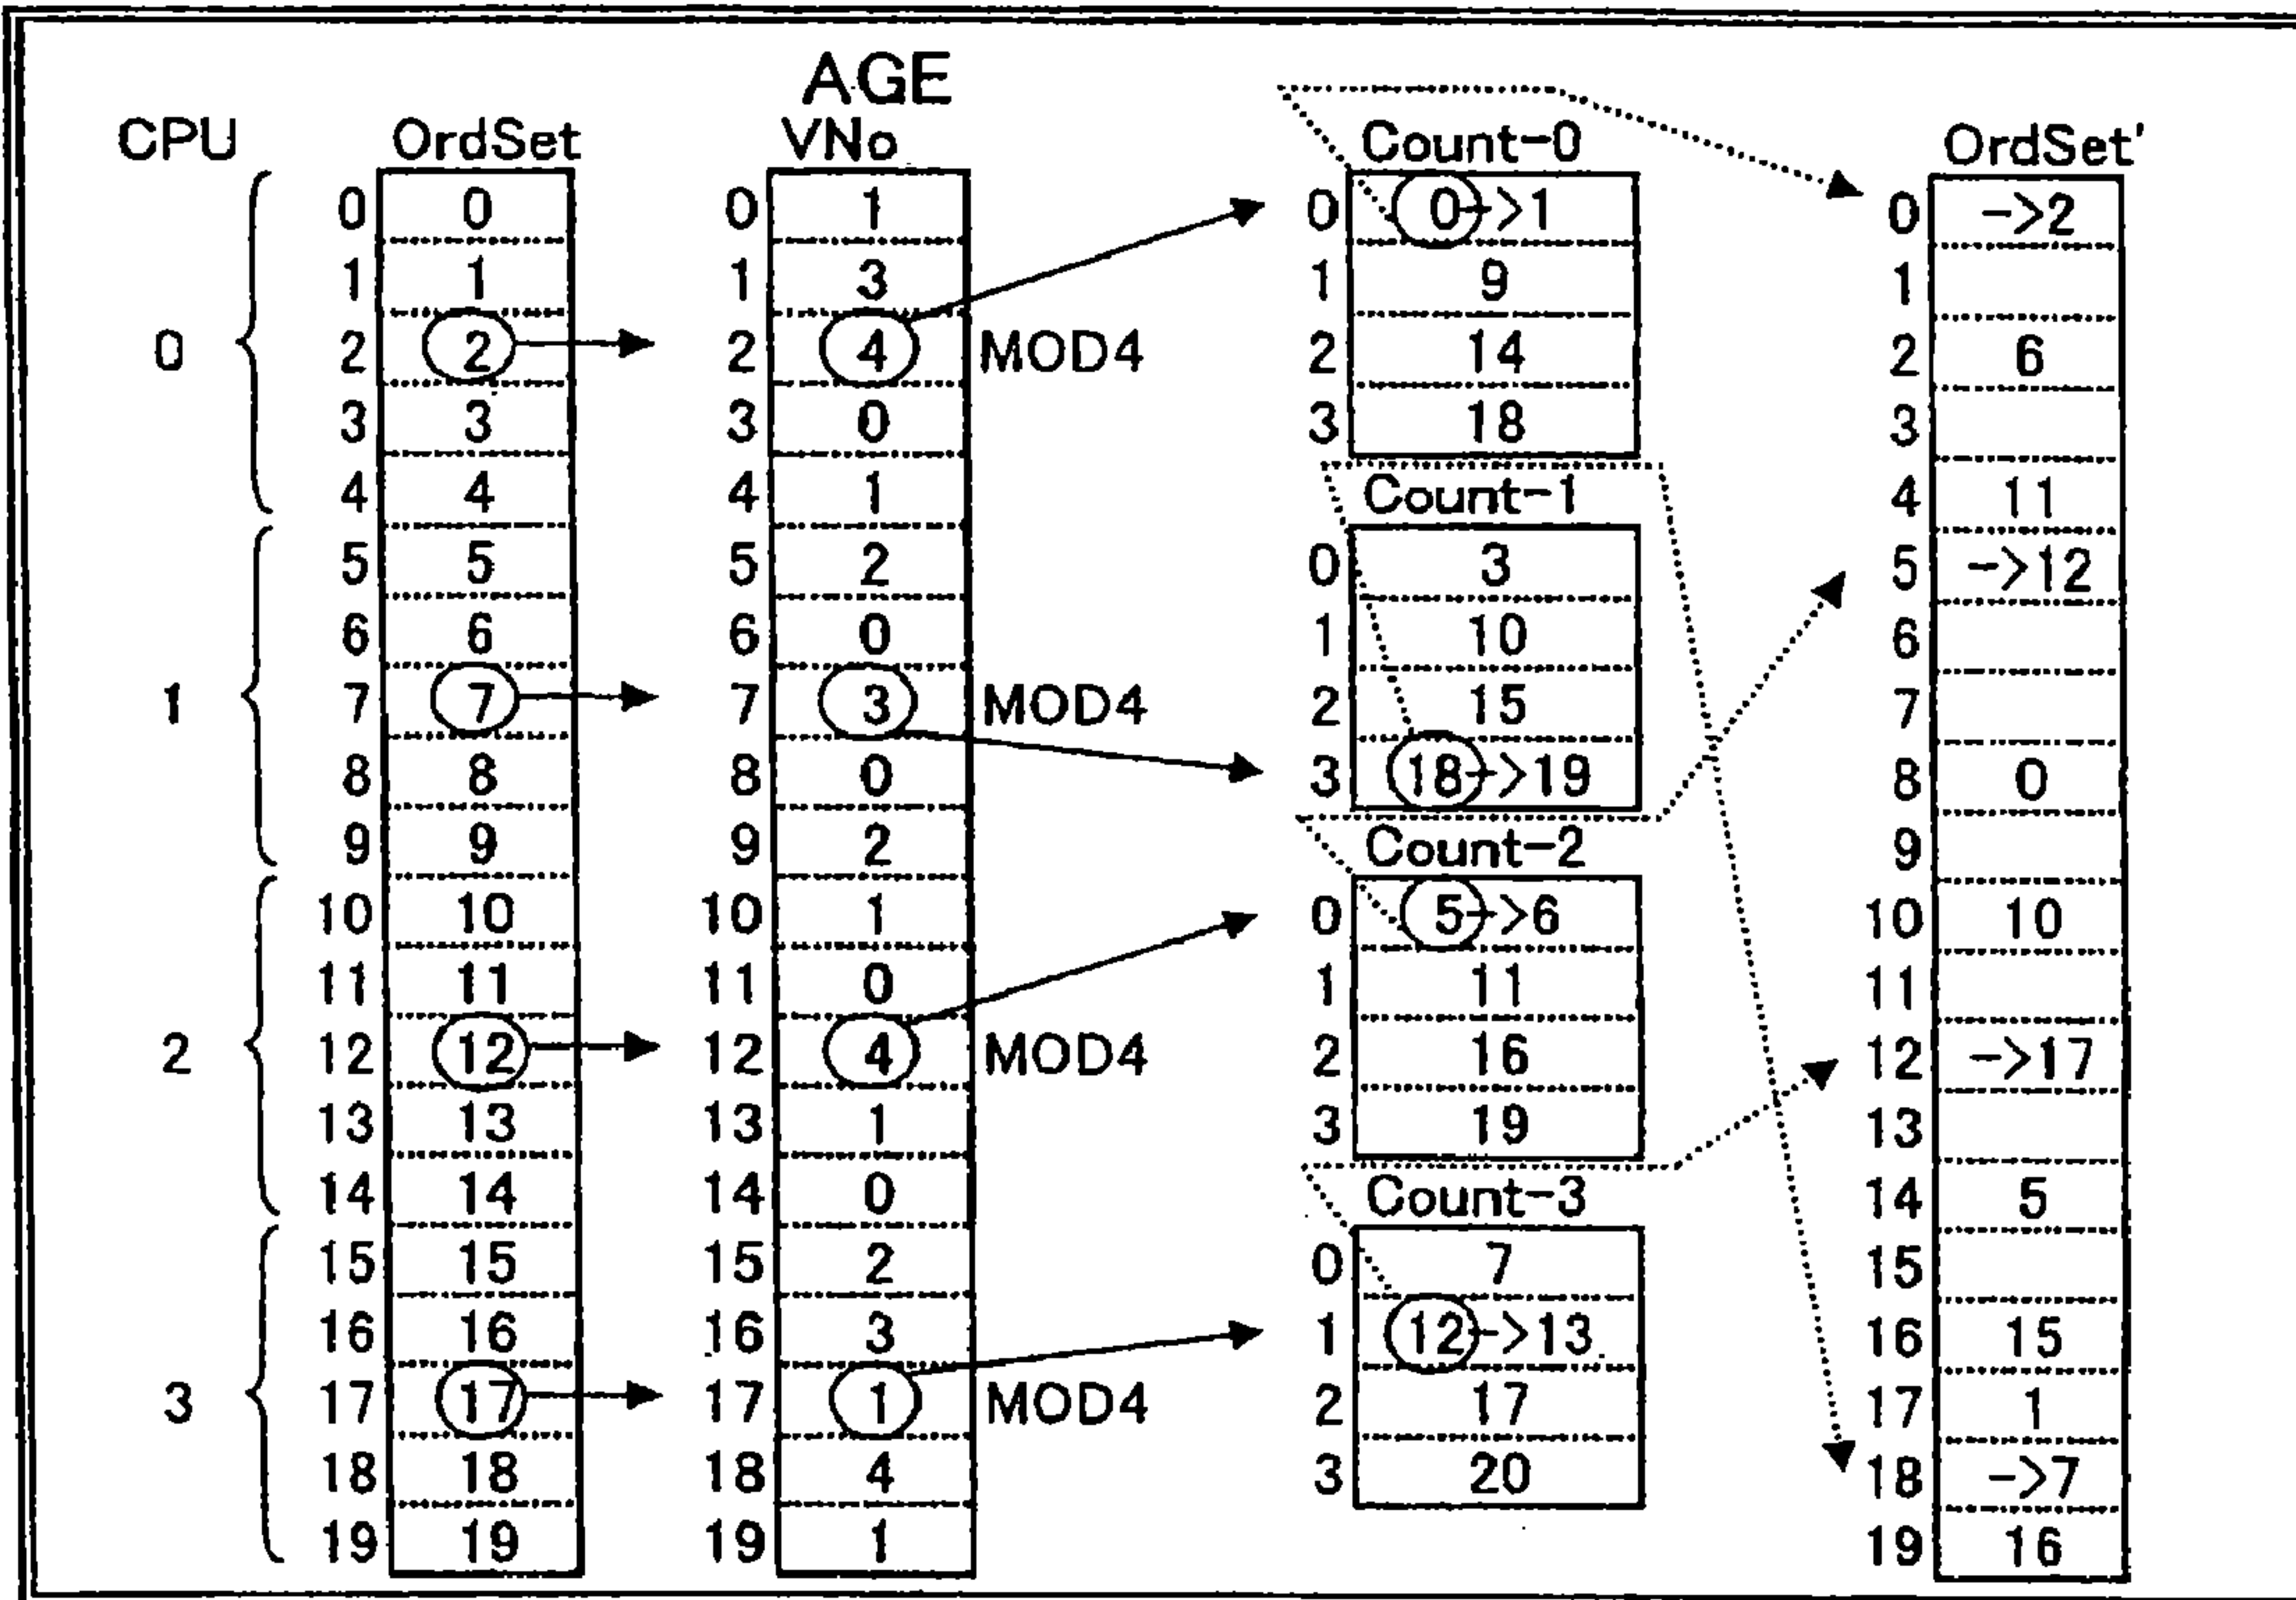 AGE
CPU OrdSet VNo Count-0 OrdSet'
0 0 0 1 0 0->1 0 ->2
1 1 1 3 1 9 1
0 2 2 2 4 MOD4 2 14 2 6
3 3 3 0 3 18 3
4 4 4 1 Count-1 4 11
5 5 5 2 0 3 5 ->12
6 6 6 0 1 10 6
1 7 7 7 3 MOD4 2 15 7
8 8 8 0 3 18->19 8 0
9 9 9 2 Count-2 9
10 10 10 1 0 5->6 10 10
11 11 11 0 1 11 11
2 12 12 12 4 MOD4 2 16 12 ->17
13 13 13 1 3 19 13
14 14 14 0 Count-3 14 5
15 15 15 2 0 7 15
16 16 16 3 1 12->13 16 15
3 17 17 17 1 MOD4 2 17 17 1
18 18 18 4 3 20 18 ->7
19 19 19 1 19 16